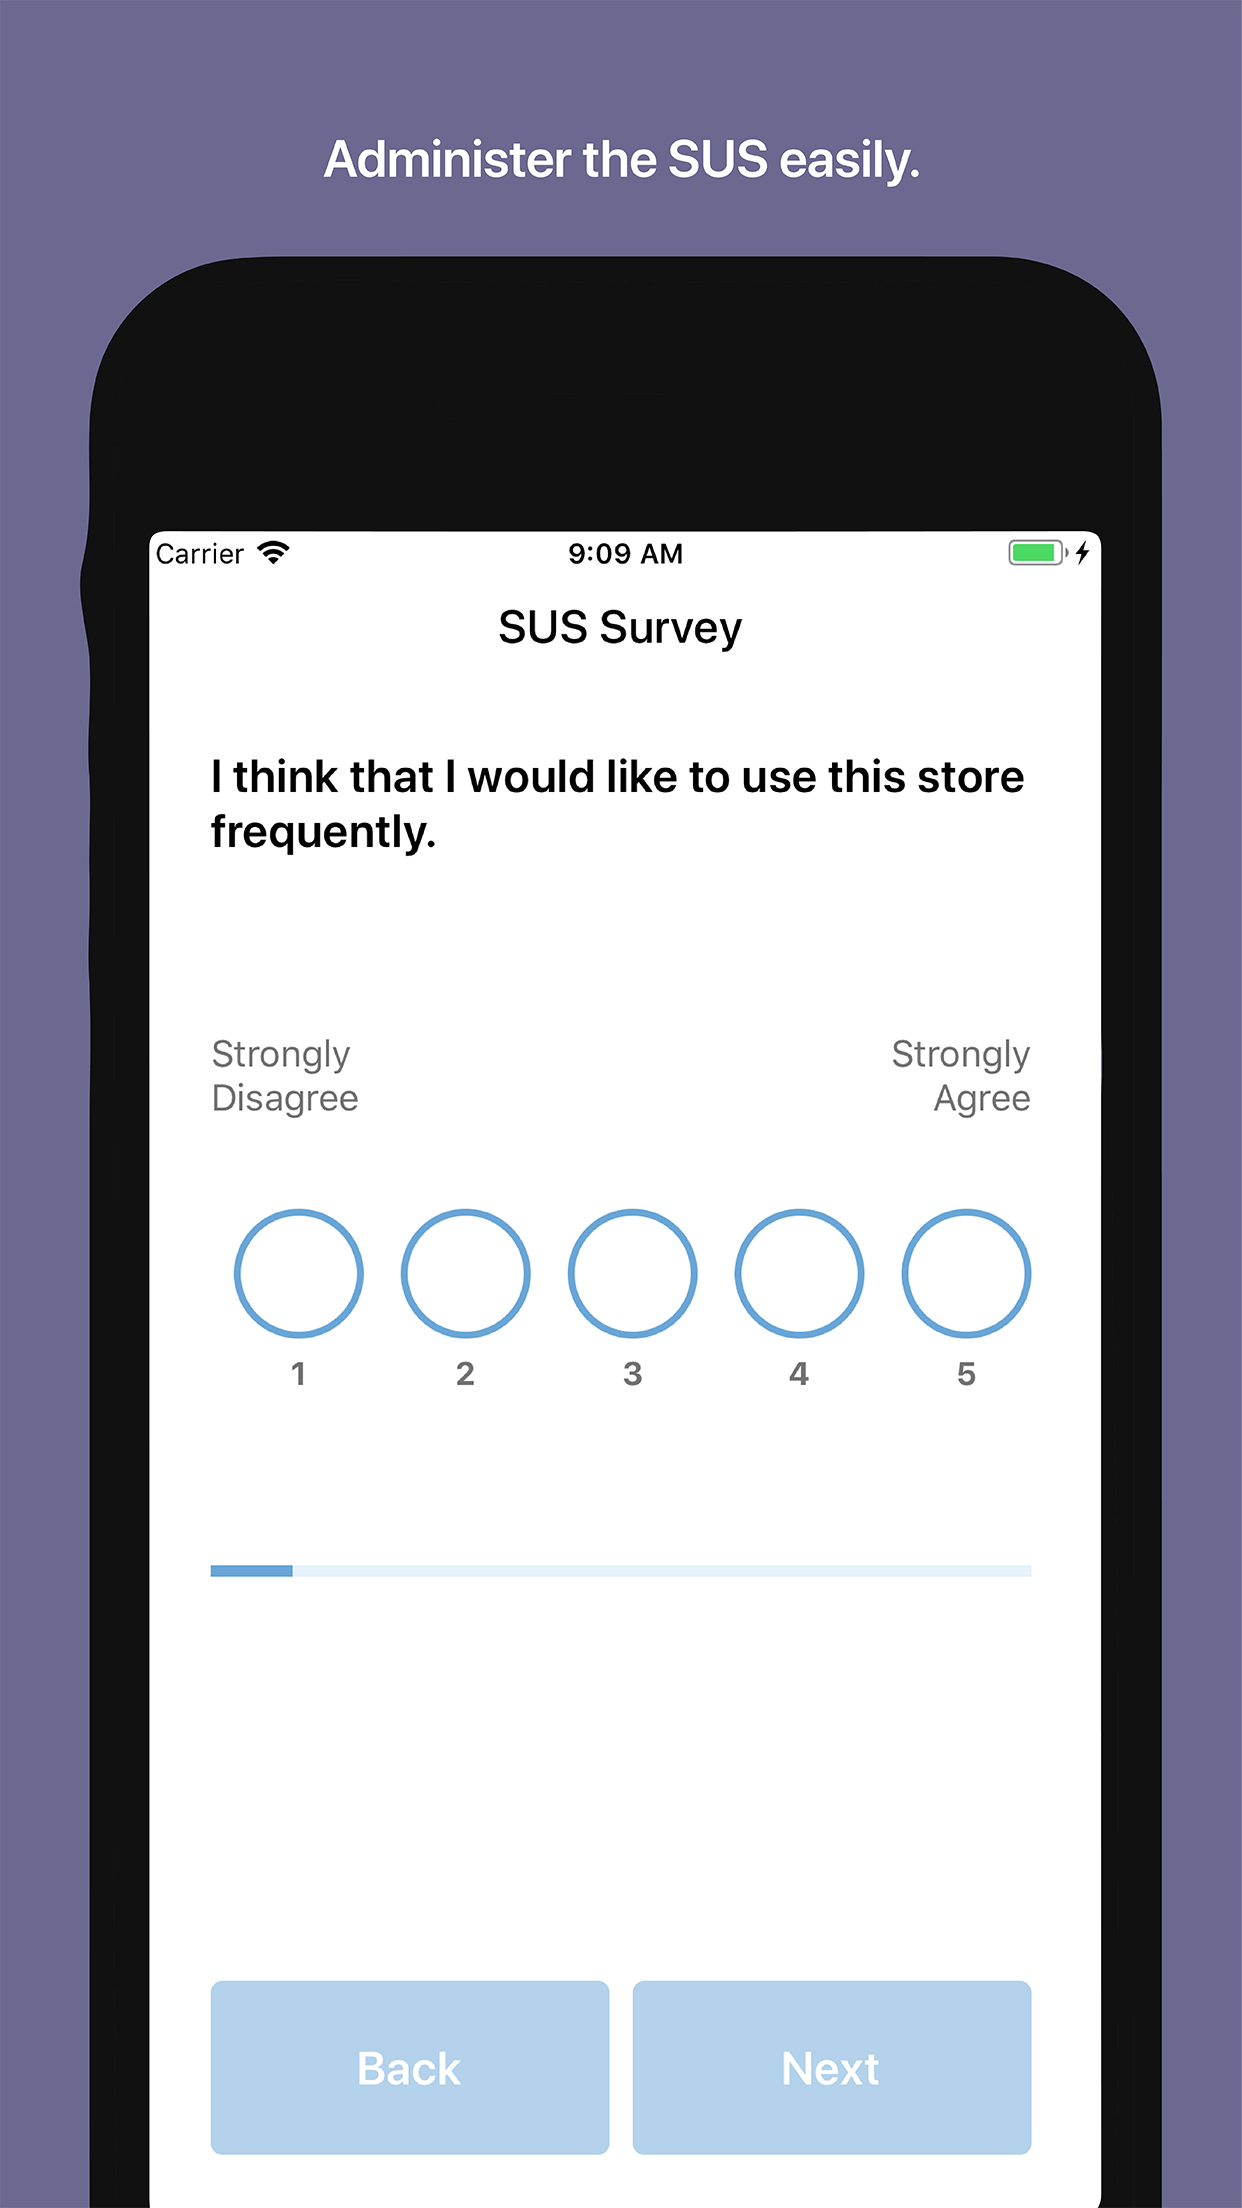 Administer the SUS easily.
Carrier 9:09 AM
SUS Survey
I think that I would like to use this store
frequently.
Strongly Strongly
Disagree Agree
1 2 3 4 5
Back Next